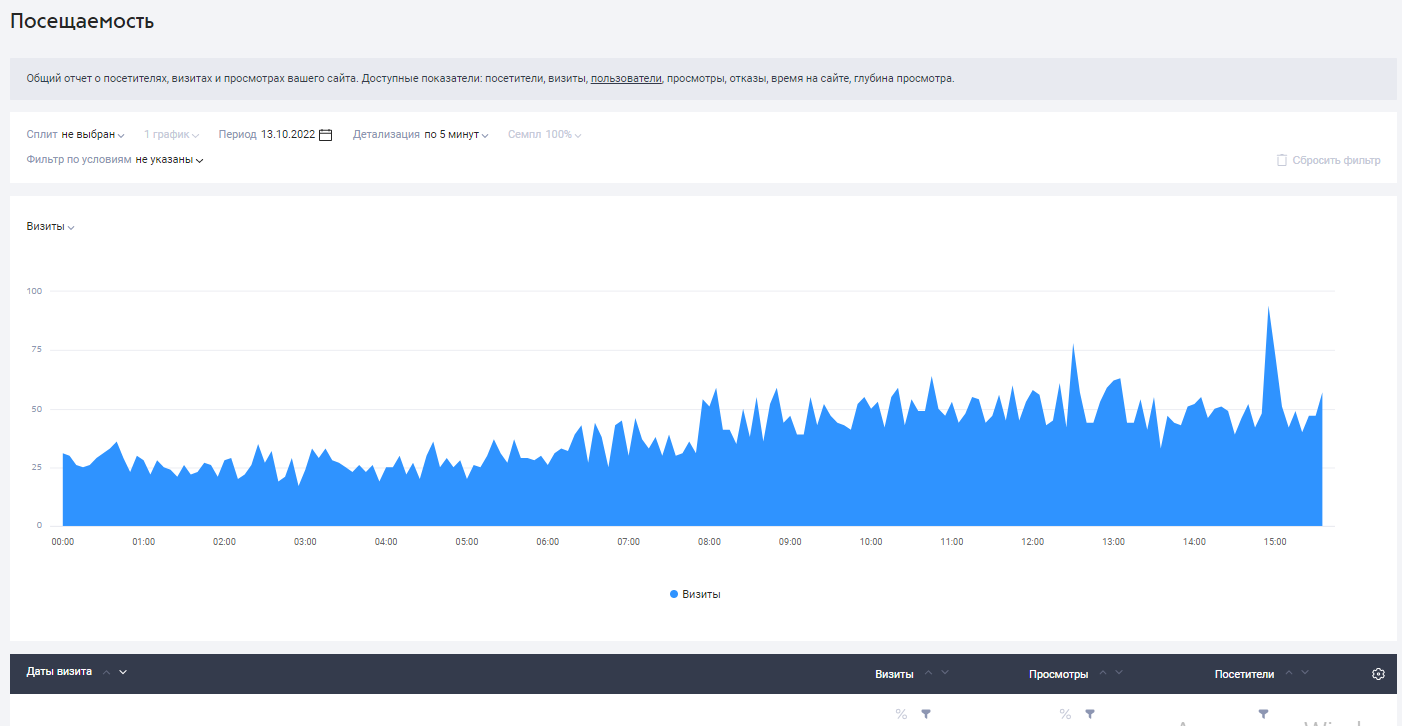 Посещаемость
Общий отчет о посетителях, визитах и просмотрах вашего сайта. Доступные показатели: посетители, визиты, пользователи, просмотры, отказы, время на сайте, глубина просмотра.
Сплит не выбран 1 график Период 13.10.2022 Детализация по 5 минут Семпл 100%
Фильтр по условиям не указаны Сбросить фильтр
Визиты
100
75
50
25
0
00:00 01:00 02:00 03:00 04:00 05:00 06:00 07:00 08:00 09:00 10:00 11:00 12:00 13:00 14:00 15:00
Визиты
Даты визита Визиты Просмотры Посетители
% %